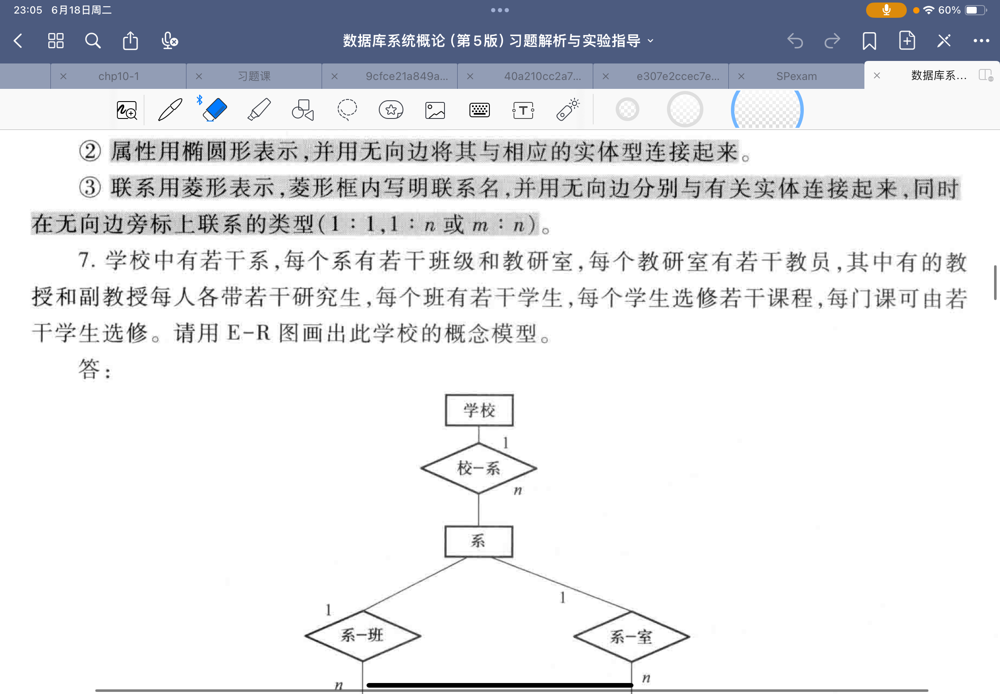 23:05 6月18日周二
60%
数据库系统概论（第5版）习题解析与实验指导
chp10-1
习题课
9cfce21a849a...
40a210cc2a7...
e307e2ccec7e...
SPexam
数据库系...
② 属性用椭圆形表示,并用无向边将其与相应的实体型连接起来。
③ 联系用菱形表示,菱形框内写明联系名,并用无向边分别与有关实体连接起来,同时
在无向边旁标上联系的类型(1∶1,1∶n 或 m∶n)。
7. 学校中有若干系,每个系有若干班级和教研室,每个教研室有若干教员,其中有的教
授和副教授每人各带若干研究生,每个班有若干学生,每个学生选修若干课程,每门课可由若
干学生选修。请用 E-R 图画出此学校的概念模型。
答:
学校
1
校-系
n
系
1
1
系-班
系-室
n
n